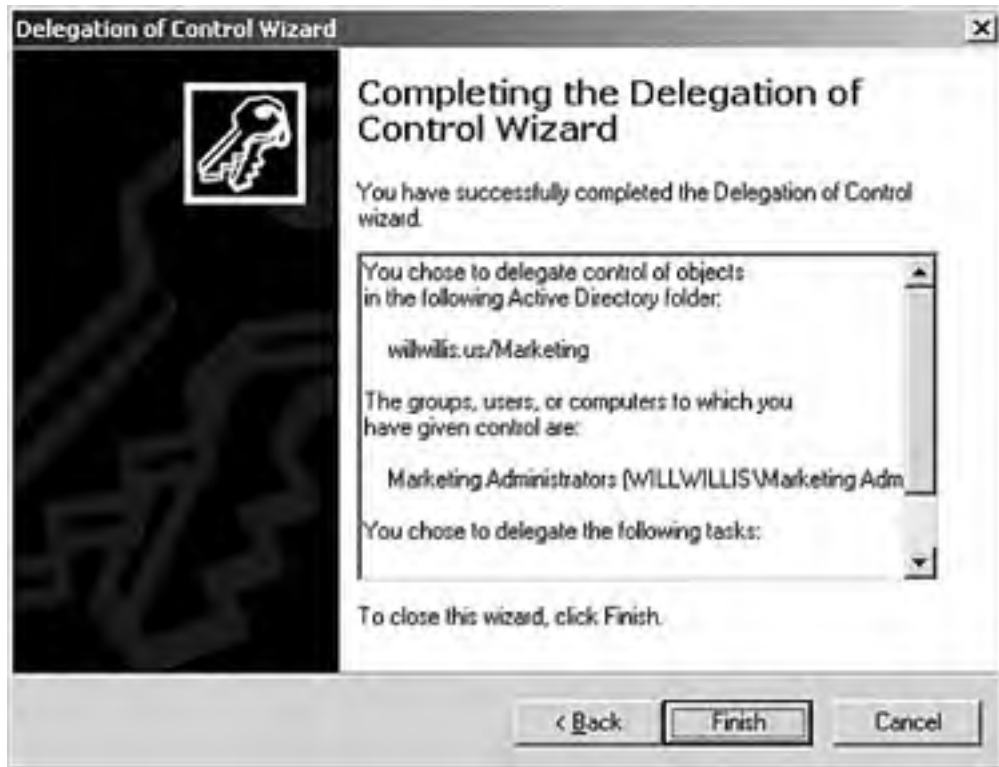 Delegation of Control Wizard
Completing the Delegation of
Control Wizard
You have successfully completed the Delegation of Control
wizard.
You chose to delegate control of objects
in the following Active Directory folder:
willwillis.us/Marketing
The groups, users, or computers to which you
have given control are:
Marketing Administrators (WILLWILLIS\Marketing Adm
You chose to delegate the following tasks:
To close this wizard, click Finish.
< Back
Finish
Cancel